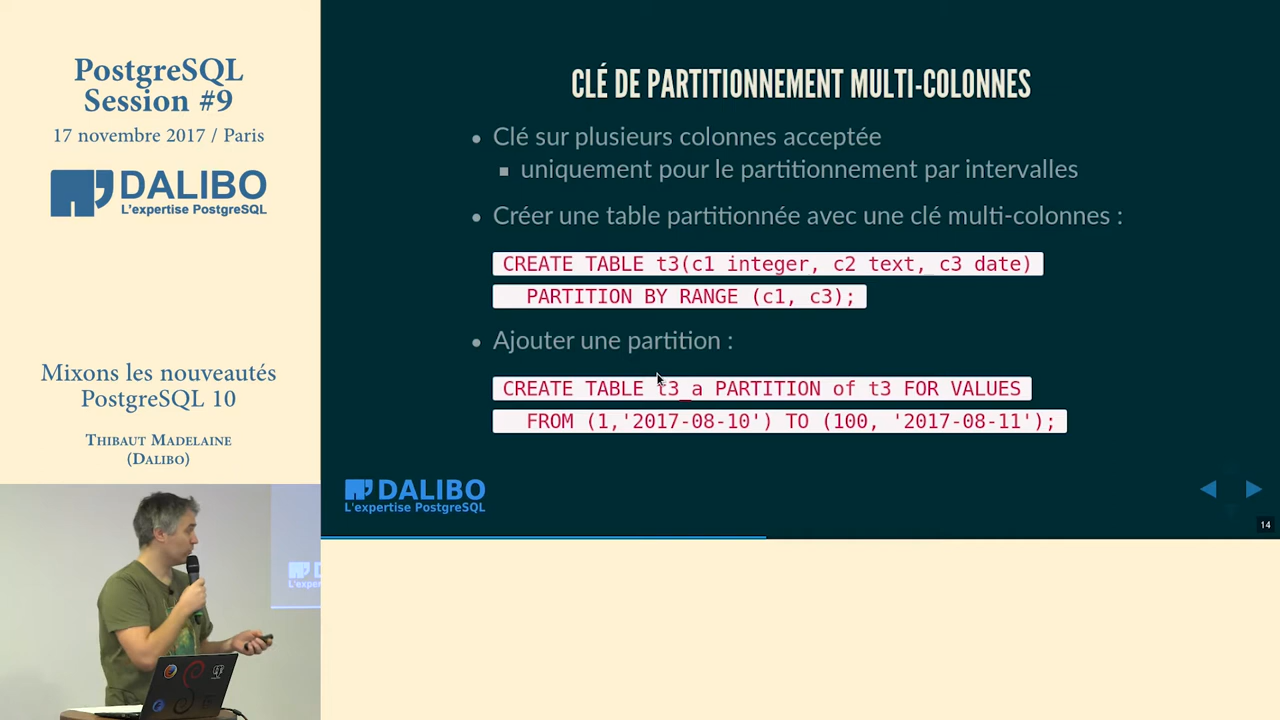 PostgreSQL
Session #9
17 novembre 2017 / Paris
DALIBO
L'expertise PostgreSQL
Mixons les nouveautés
PostgreSQL 10
Thibaut Madelaine
(Dalibo)
CLÉ DE PARTITIONNEMENT MULTI-COLONNES
Clé sur plusieurs colonnes acceptée
uniquement pour le partitionnement par intervalles
Créer une table partitionnée avec une clé multi-colonnes :
CREATE TABLE t3(c1 integer, c2 text, c3 date)
PARTITION BY RANGE (c1, c3);
Ajouter une partition :
CREATE TABLE t3_a PARTITION of t3 FOR VALUES
FROM (1,'2017-08-10') TO (100, '2017-08-11');
DALIBO
L'expertise PostgreSQL
14